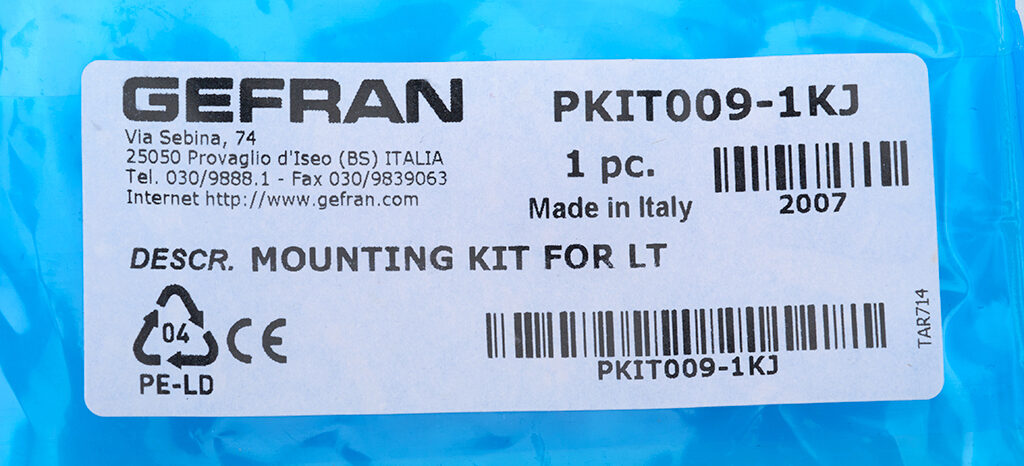 GEFRAN
Via Sebina, 74
25050 Provaglio d'Iseo (BS) ITALIA
Tel. 030/9888.1 - Fax 030/9839063
Internet http://www.gefran.com
PKIT009-1KJ
1 pc.
Made in Italy
2007
DESCR. MOUNTING KIT FOR LT
04
PE-LD
CE
PKIT009-1KJ
TAR714